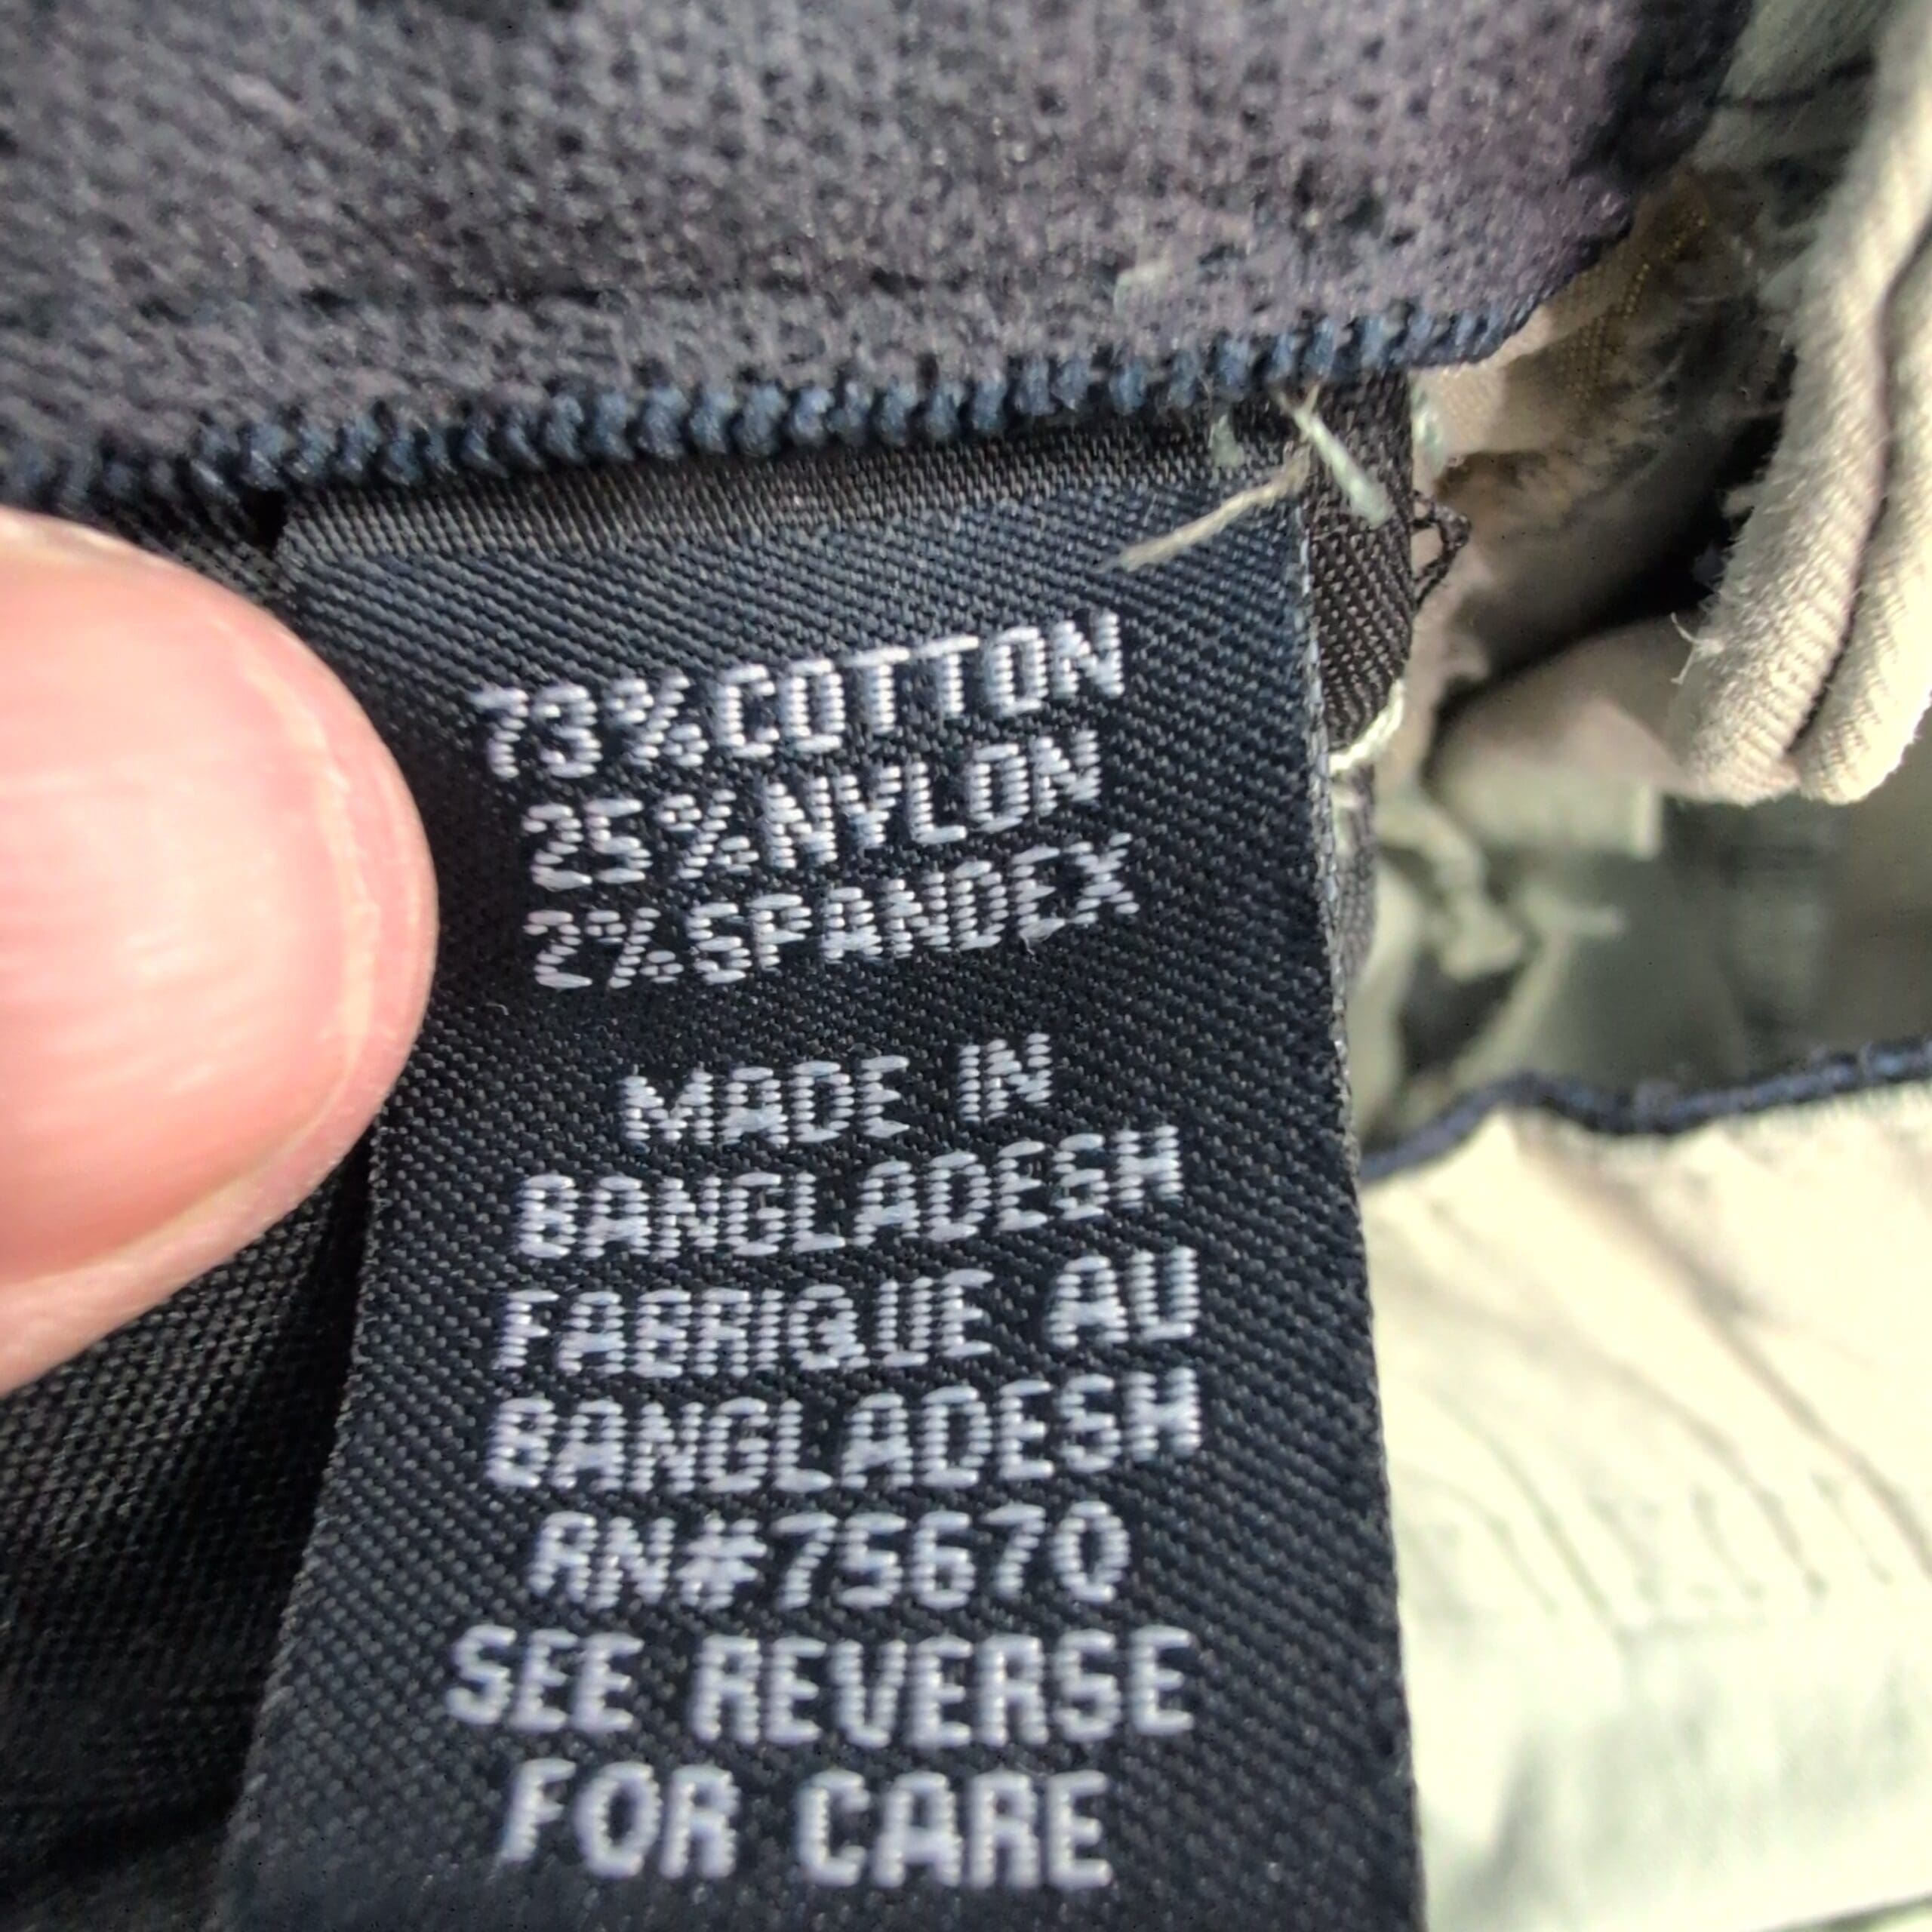 73%COTTON
25%NYLON
2%SPANDEX
MADE IN
BANGLADESH
FABRIQUE AU
BANGLADESH
RN#75670
SEE REVERSE
FOR CARE